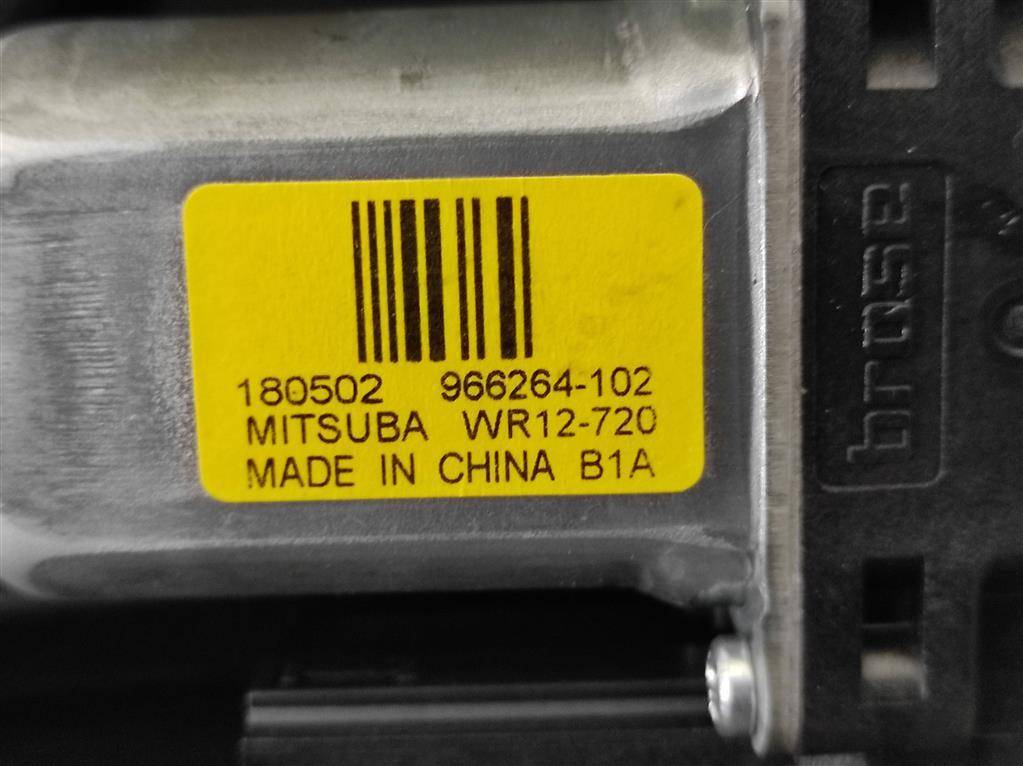 180502 966264-102
MITSUBA WR12-720
MADE IN CHINA B1A
brose